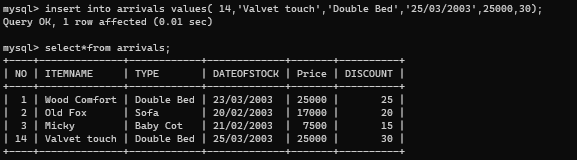 mysql> insert into arrivals values( 14,'Valvet touch','Double Bed','25/03/2003',25000,30);
Query OK, 1 row affected (0.01 sec)
mysql> select*from arrivals;
+----+--------------+------------+-------------+-------+----------+
| NO | ITEMNAME     | TYPE       | DATEOFSTOCK | Price | DISCOUNT |
+----+--------------+------------+-------------+-------+----------+
|  1 | Wood Comfort | Double Bed | 23/03/2003  | 25000 |       25 |
|  2 | Old Fox      | Sofa       | 20/02/2003  | 17000 |       20 |
|  3 | Micky        | Baby Cot   | 21/02/2003  |  7500 |       15 |
| 14 | Valvet touch | Double Bed | 25/03/2003  | 25000 |       30 |
+----+--------------+------------+-------------+-------+----------+